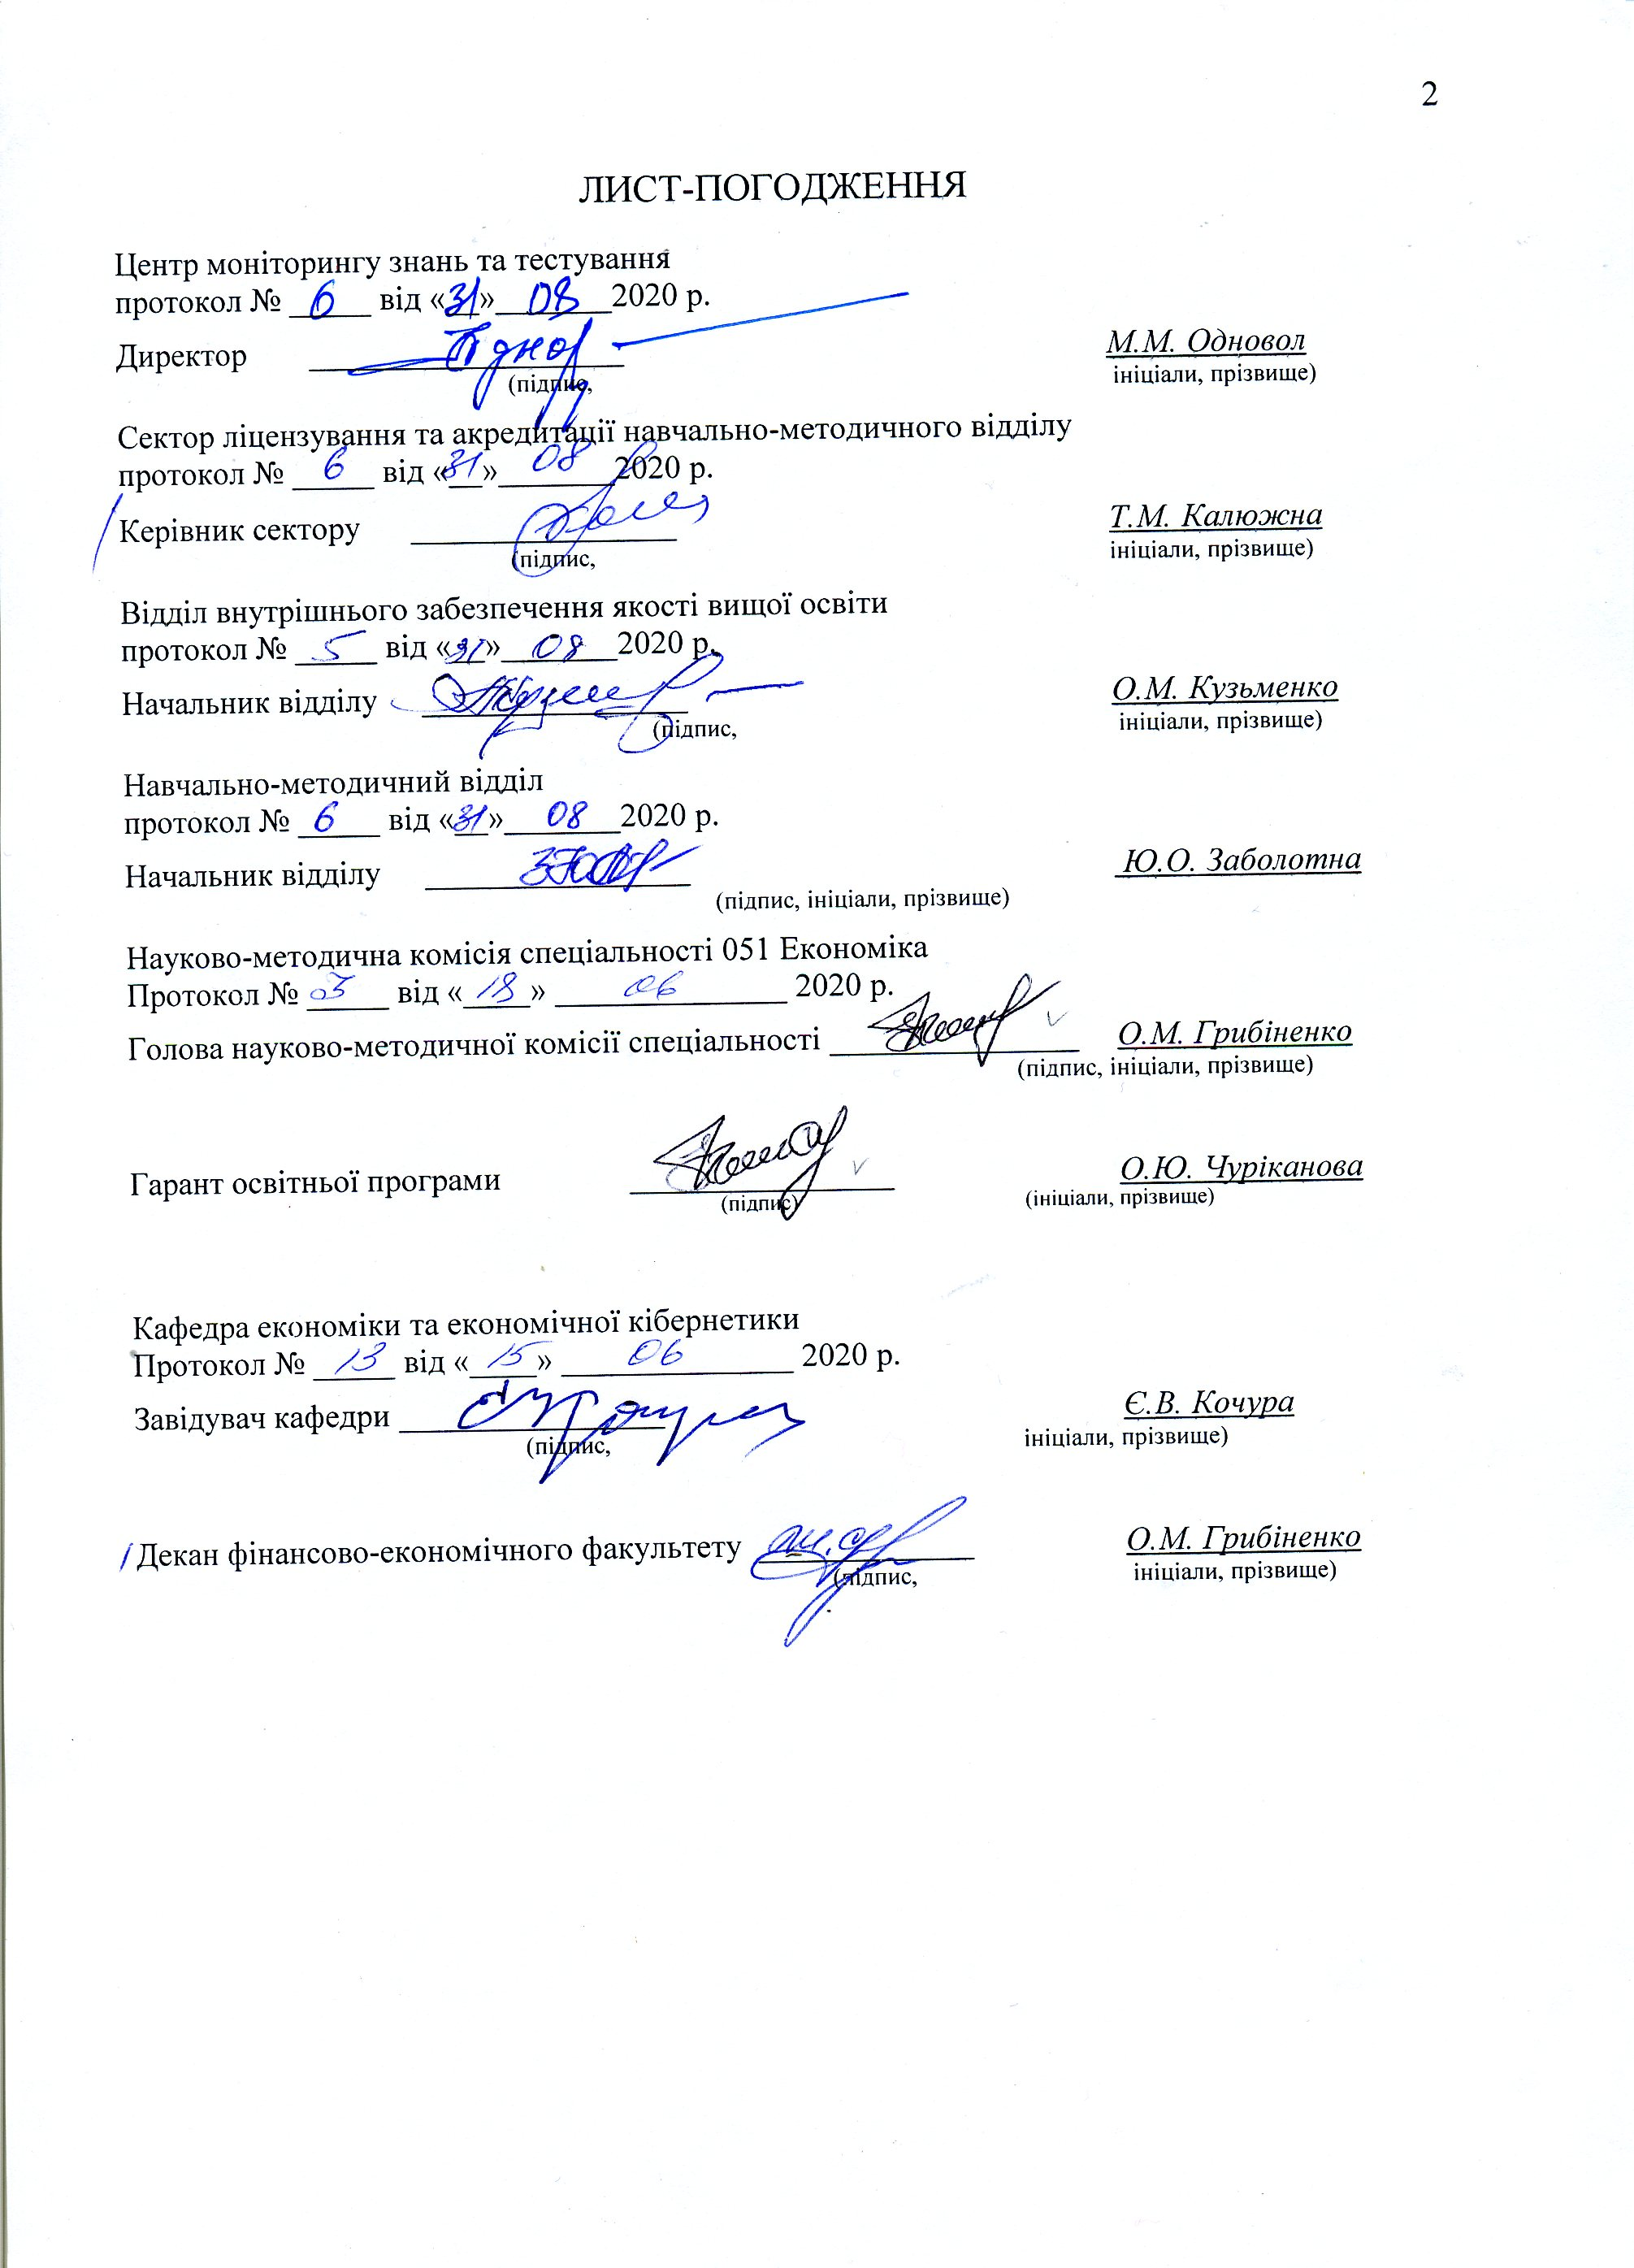 2
ЛИСТ-ПОГОДЖЕННЯ
Центр моніторингу знань та тестування
протокол № 6 від «31» 08 2020 р.
Директор М.М. Одновол
(підпис, ініціали, прізвище)
Сектор ліцензування та акредитації навчально-методичного відділу
протокол № 6 від «31» 08 2020 р.
Керівник сектору Т.М. Калюжна
(підпис, ініціали, прізвище)
Відділ внутрішнього забезпечення якості вищої освіти
протокол № 5 від «31» 08 2020 р.
Начальник відділу О.М. Кузьменко
(підпис, ініціали, прізвище)
Навчально-методичний відділ
протокол № 6 від «31» 08 2020 р.
Начальник відділу Ю.О. Заболотна
(підпис, ініціали, прізвище)
Науково-методична комісія спеціальності 051 Економіка
Протокол № 03 від «18» 06 2020 р.
Голова науково-методичної комісії спеціальності О.М. Грибіненко
(підпис, ініціали, прізвище)
Гарант освітньої програми О.Ю. Чуріканова
(підпис) (ініціали, прізвище)
Кафедра економіки та економічної кібернетики
Протокол № 13 від «15» 06 2020 р.
Завідувач кафедри Є.В. Кочура
(підпис, ініціали, прізвище)
Декан фінансово-економічного факультету О.М. Грибіненко
(підпис, ініціали, прізвище)